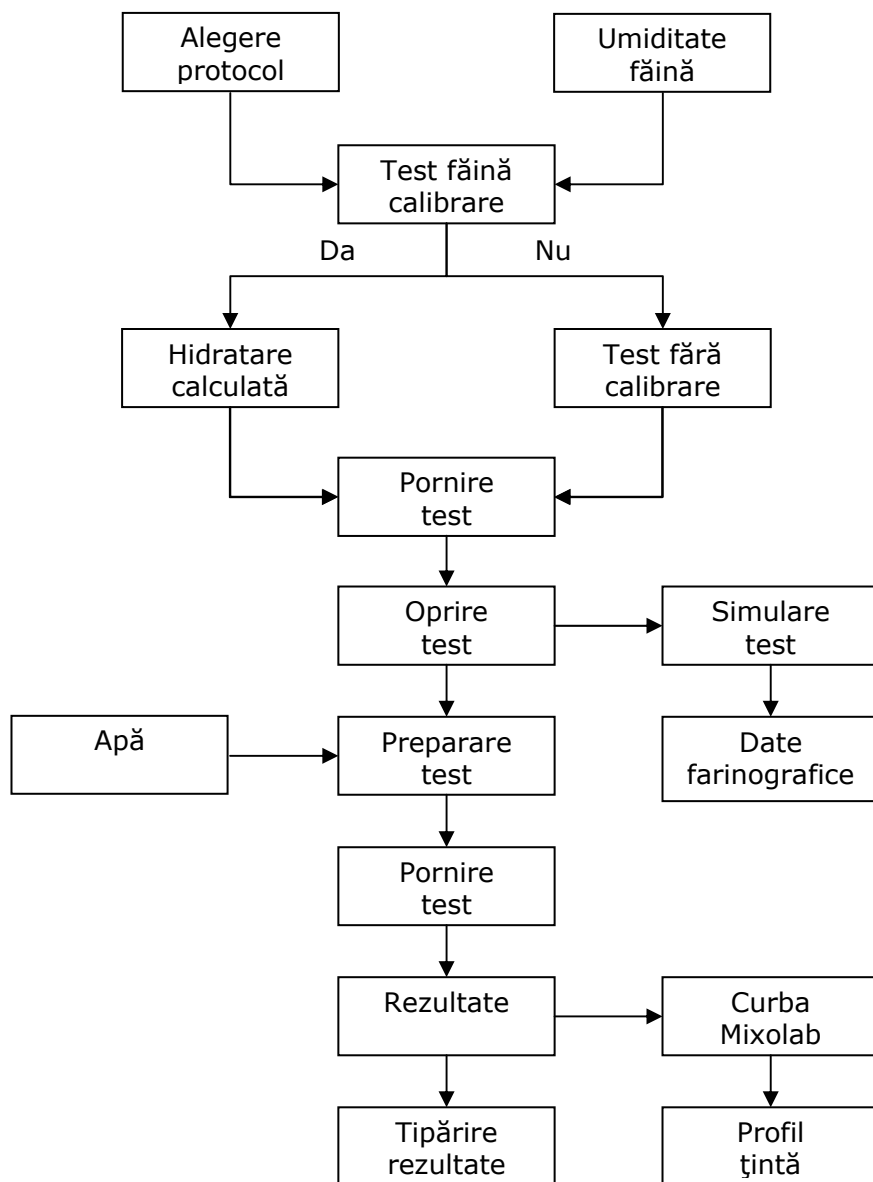 Alegere
protocol
Umiditate
făină
Test făină
calibrare
Da
Nu
Hidratare
calculată
Test fără
calibrare
Pornire
test
Oprire
test
Simulare
test
Apă
Preparare
test
Date
farinografice
Pornire
test
Rezultate
Curba
Mixolab
Tipărire
rezultate
Profil
ţintă